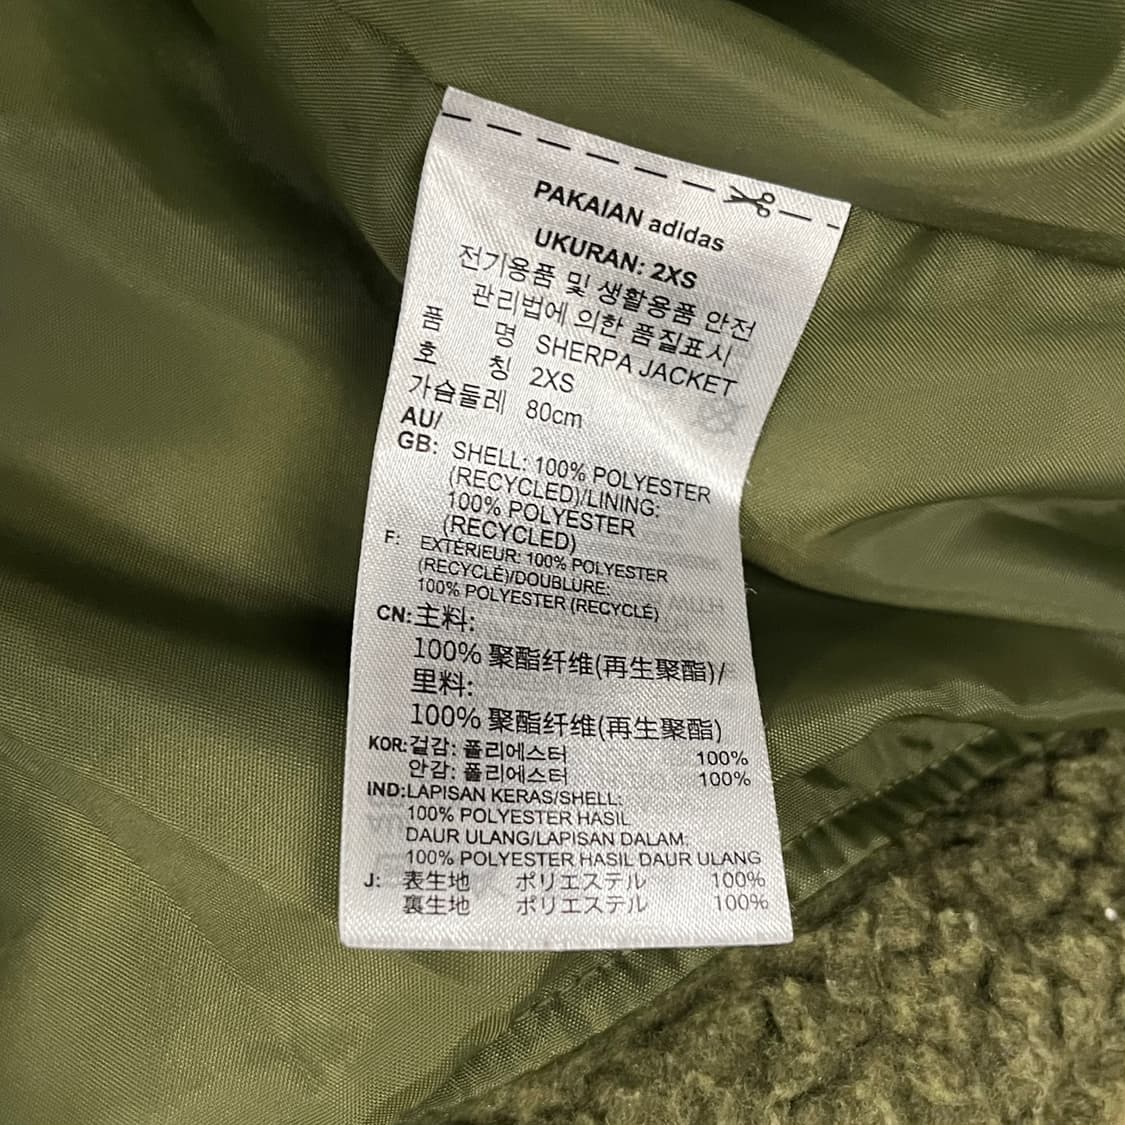 PAKAIAN adidas
UKURAN: 2XS
전기용품 및 생활용품 안전
관리법에 의한 품질표시
품 명 SHERPA JACKET
호 칭 2XS
가슴둘레 80cm
AU/
GB: SHELL: 100% POLYESTER
(RECYCLED)/LINING:
100% POLYESTER
(RECYCLED)
F: EXTÉRIEUR: 100% POLYESTER
(RECYCLÉ)/DOUBLURE:
100% POLYESTER (RECYCLÉ)
CN: 主料:
100% 聚酯纤维(再生聚酯)/
里料:
100% 聚酯纤维(再生聚酯)
KOR: 겉감: 폴리에스터 100%
안감: 폴리에스터 100%
IND: LAPISAN KERAS/SHELL:
100% POLYESTER HASIL
DAUR ULANG/LAPISAN DALAM:
100% POLYESTER HASIL DAUR ULANG
J: 表生地 ポリエステル 100%
裏生地 ポリエステル 100%